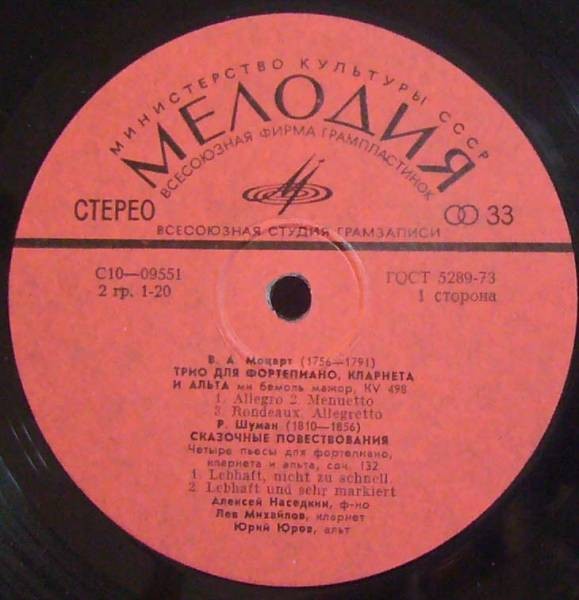 МИНИСТЕРСТВО КУЛЬТУРЫ СССР
МЕЛОДИЯ
ВСЕСОЮЗНАЯ ФИРМА ГРАМПЛАСТИНОК
СТЕРЕО
33
ВСЕСОЮЗНАЯ СТУДИЯ ГРАМЗАПИСИ
С10—09551
ГОСТ 5289-73
2 гр. 1-20
1 сторона
В. А. Моцарт (1756—1791)
ТРИО ДЛЯ ФОРТЕПИАНО, КЛАРНЕТА
И АЛЬТА ми бемоль мажор, KV 498
1. Allegro 2. Menuetto
3. Rondeaux. Allegretto
Р. Шуман (1810—1856)
СКАЗОЧНЫЕ ПОВЕСТВОВАНИЯ
Четыре пьесы для фортепиано,
кларнета и альта, соч. 132
1. Lebhaft, nicht zu schnell
2. Lebhaft und sehr markiert
Алексей Наседкин, ф-но
Лев Михайлов, кларнет
Юрий Юров, альт